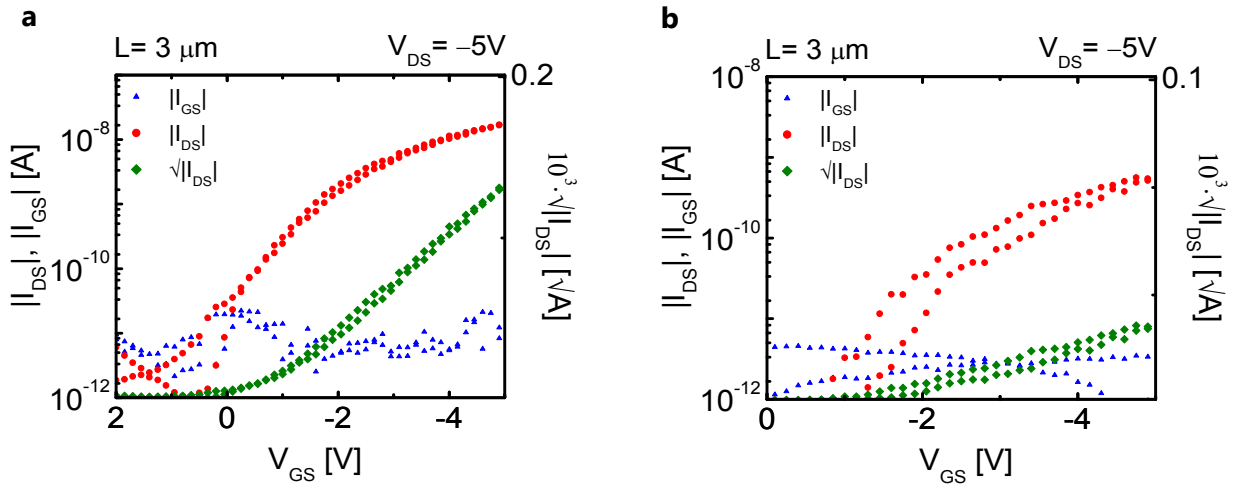 a
L= 3 μm
V_DS= −5V
|I_GS|
|I_DS|
√|I_DS|
10^-8
10^-10
10^-12
|I_DS|, |I_GS| [A]
0.2
10^3·√|I_DS| [√A]
2
0
-2
-4
V_GS [V]
b
L= 3 μm
V_DS= −5V
|I_GS|
|I_DS|
√|I_DS|
10^-8
10^-10
10^-12
|I_DS|, |I_GS| [A]
0.1
10^3·√||_DS| [√A]
0
-2
-4
V_GS [V]